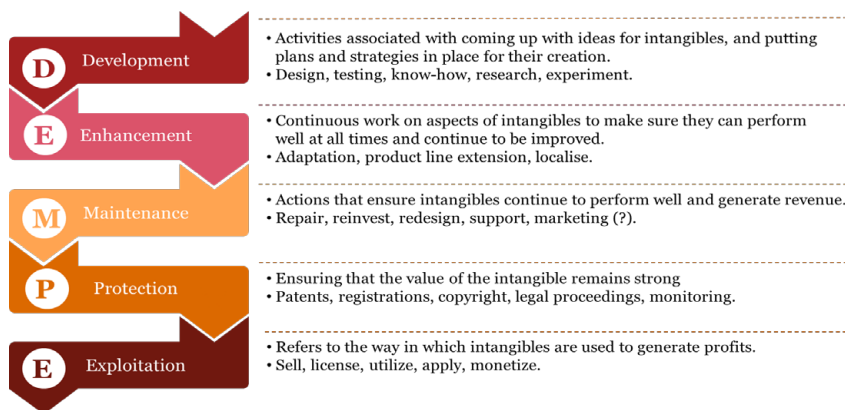 D
Development
• Activities associated with coming up with ideas for intangibles, and putting
plans and strategies in place for their creation.
• Design, testing, know-how, research, experiment.
E
Enhancement
• Continuous work on aspects of intangibles to make sure they can perform
well at all times and continue to be improved.
• Adaptation, product line extension, localise.
M
Maintenance
• Actions that ensure intangibles continue to perform well and generate revenue.
• Repair, reinvest, redesign, support, marketing (?).
P
Protection
• Ensuring that the value of the intangible remains strong
• Patents, registrations, copyright, legal proceedings, monitoring.
E
Exploitation
• Refers to the way in which intangibles are used to generate profits.
• Sell, license, utilize, apply, monetize.